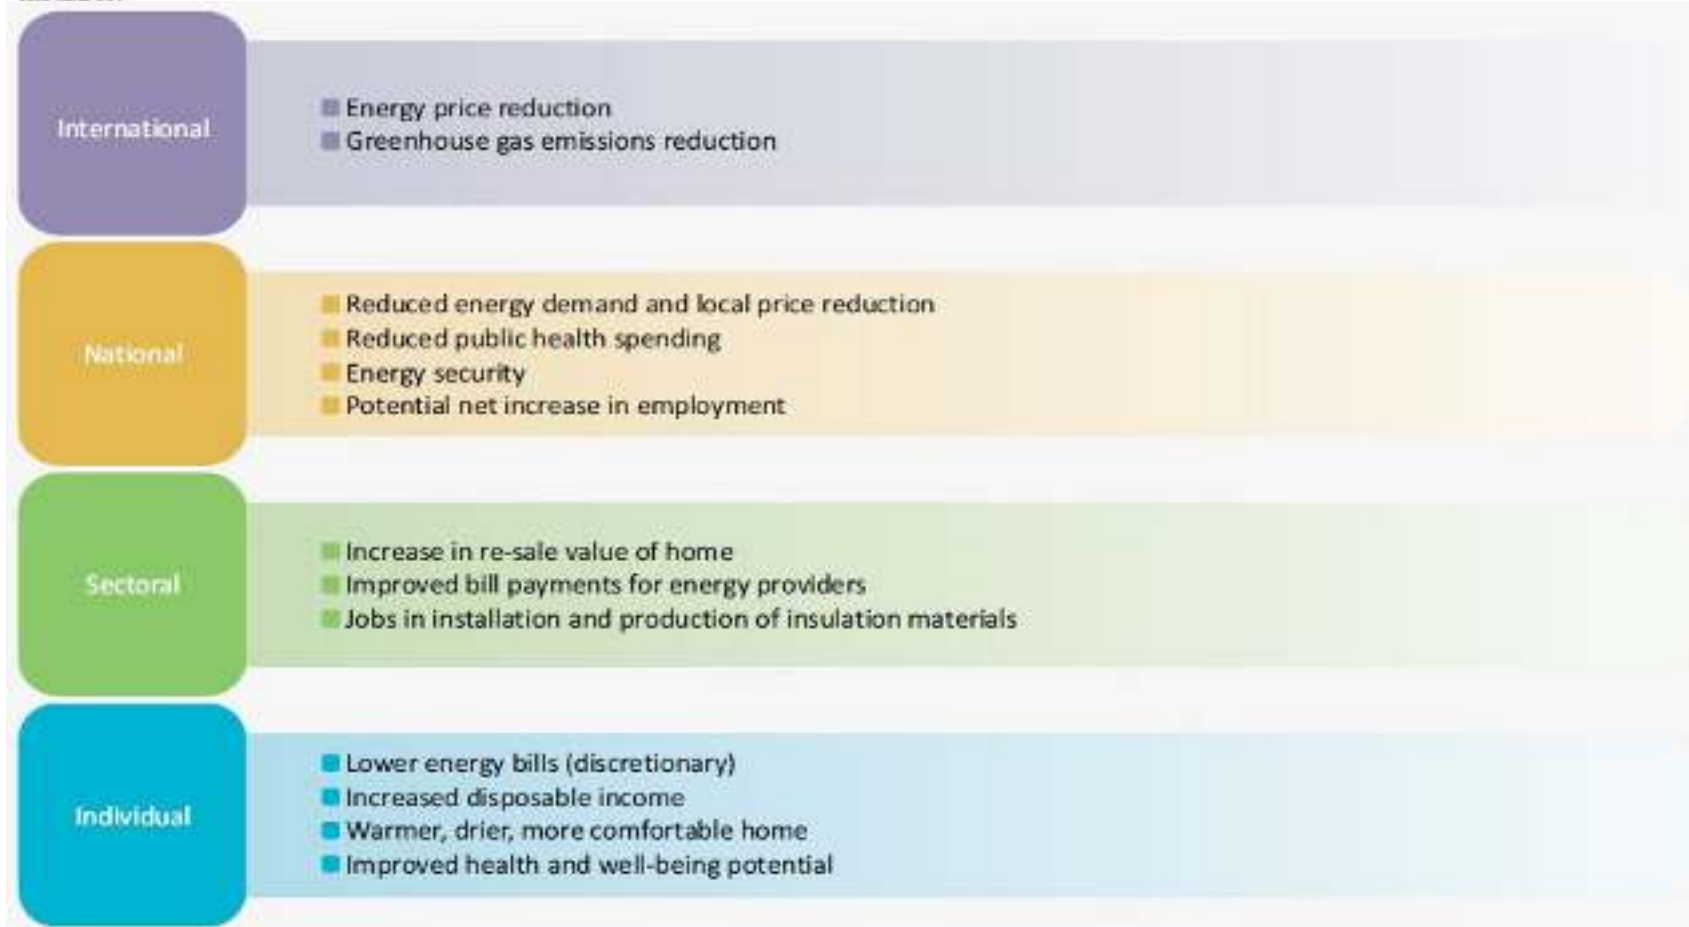 International
Energy price reduction
Greenhouse gas emissions reduction
National
Reduced energy demand and local price reduction
Reduced public health spending
Energy security
Potential net increase in employment
Sectoral
Increase in re-sale value of home
Improved bill payments for energy providers
Jobs in installation and production of insulation materials
Individual
Lower energy bills (discretionary)
Increased disposable income
Warmer, drier, more comfortable home
Improved health and well-being potential